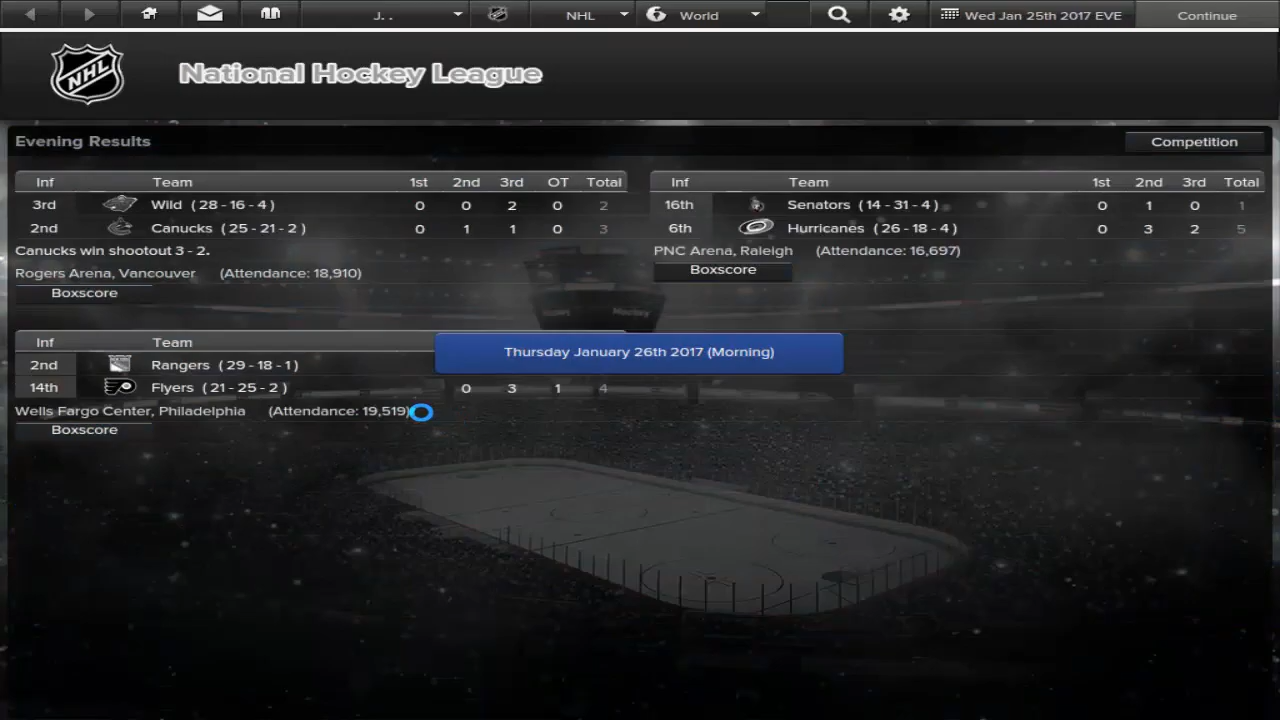 J. . NHL World Wed Jan 25th 2017 EVE Continue
NHL National Hockey League
Evening Results Competition
Inf Team 1st 2nd 3rd OT Total
3rd Wild ( 28 - 16 - 4 ) 0 0 2 0 2
2nd Canucks ( 25 - 21 - 2 ) 0 1 1 0 3
Canucks win shootout 3 - 2.
Rogers Arena, Vancouver (Attendance: 18,910)
Boxscore
Inf Team 1st 2nd 3rd Total
16th Senators ( 14 - 31 - 4 ) 0 1 0 1
6th Hurricanes ( 26 - 18 - 4 ) 0 3 2 5
PNC Arena, Raleigh (Attendance: 16,697)
Boxscore
Inf Team
2nd Rangers ( 29 - 18 - 1 )
14th Flyers ( 21 - 25 - 2 ) 0 3 1 4
Wells Fargo Center, Philadelphia (Attendance: 19,519)
Boxscore
Thursday January 26th 2017 (Morning)